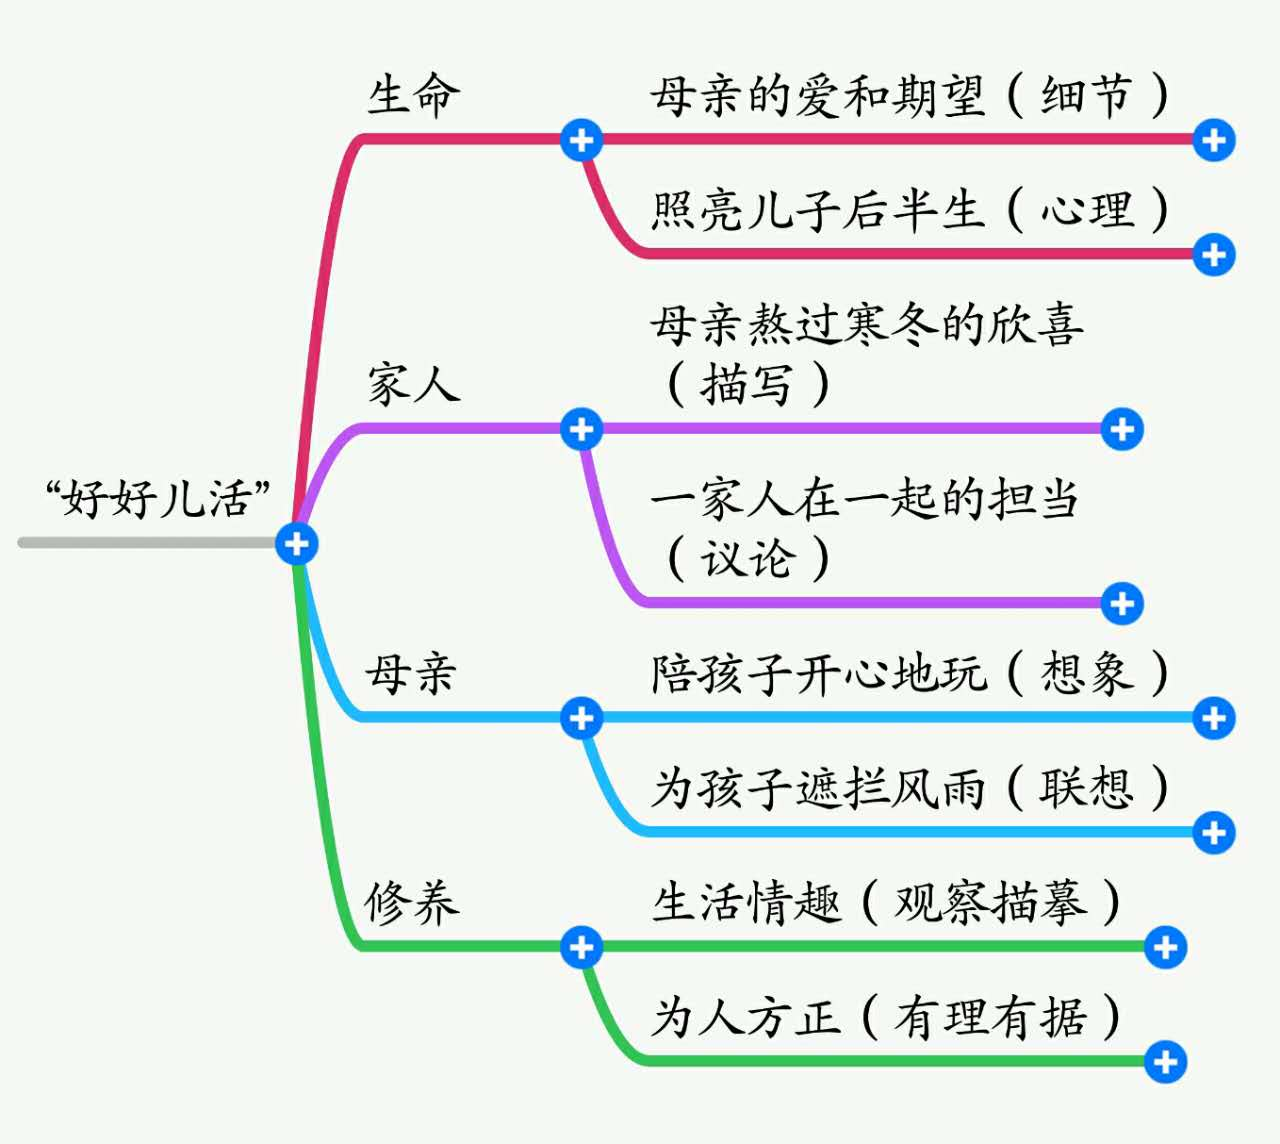 生命
母亲的爱和期望（细节）
照亮儿子后半生（心理）
家人
母亲熬过寒冬的欣喜
（描写）
一家人在一起的担当
（议论）
“好好儿活”
母亲
陪孩子开心地玩（想象）
为孩子遮拦风雨（联想）
修养
生活情趣（观察描摹）
为人方正（有理有据）